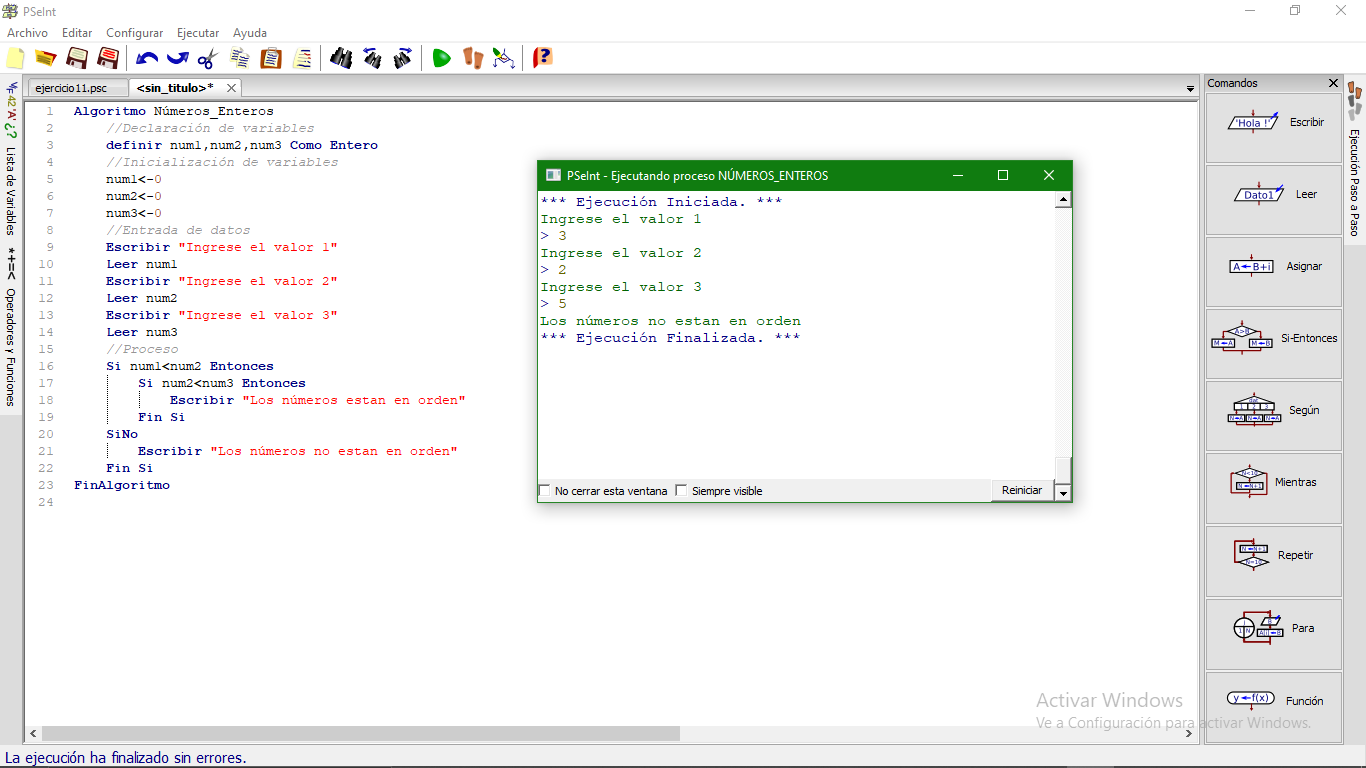 PSeInt
Archivo Editar Configurar Ejecutar Ayuda
ejercicio11.psc <sin_titulo>*
1 Algoritmo Números_Enteros
2 //Declaración de variables
3 definir num1,num2,num3 Como Entero
4 //Inicialización de variables
5 num1<-0
6 num2<-0
7 num3<-0
8 //Entrada de datos
9 Escribir "Ingrese el valor 1"
10 Leer num1
11 Escribir "Ingrese el valor 2"
12 Leer num2
13 Escribir "Ingrese el valor 3"
14 Leer num3
15 //Proceso
16 Si num1<num2 Entonces
17 Si num2<num3 Entonces
18 Escribir "Los números estan en orden"
19 Fin Si
20 SiNo
21 Escribir "Los números no estan en orden"
22 Fin Si
23 FinAlgoritmo
24
PSeInt - Ejecutando proceso NÚMEROS_ENTEROS
*** Ejecución Iniciada. ***
Ingrese el valor 1
> 3
Ingrese el valor 2
> 2
Ingrese el valor 3
> 5
Los números no estan en orden
*** Ejecución Finalizada. ***
No cerrar esta ventana Siempre visible Reiniciar
Lista de Variables
*+=< Operadores y Funciones
Comandos
'Hola !' Escribir
Dato1 Leer
A←B+i Asignar
A>B M←A M←B Si-Entonces
Según
Mientras
Repetir
Para
y←f(x) Función
Ejecución Paso a Paso
Activar Windows
Ve a Configuración para activar Windows.
La ejecución ha finalizado sin errores.